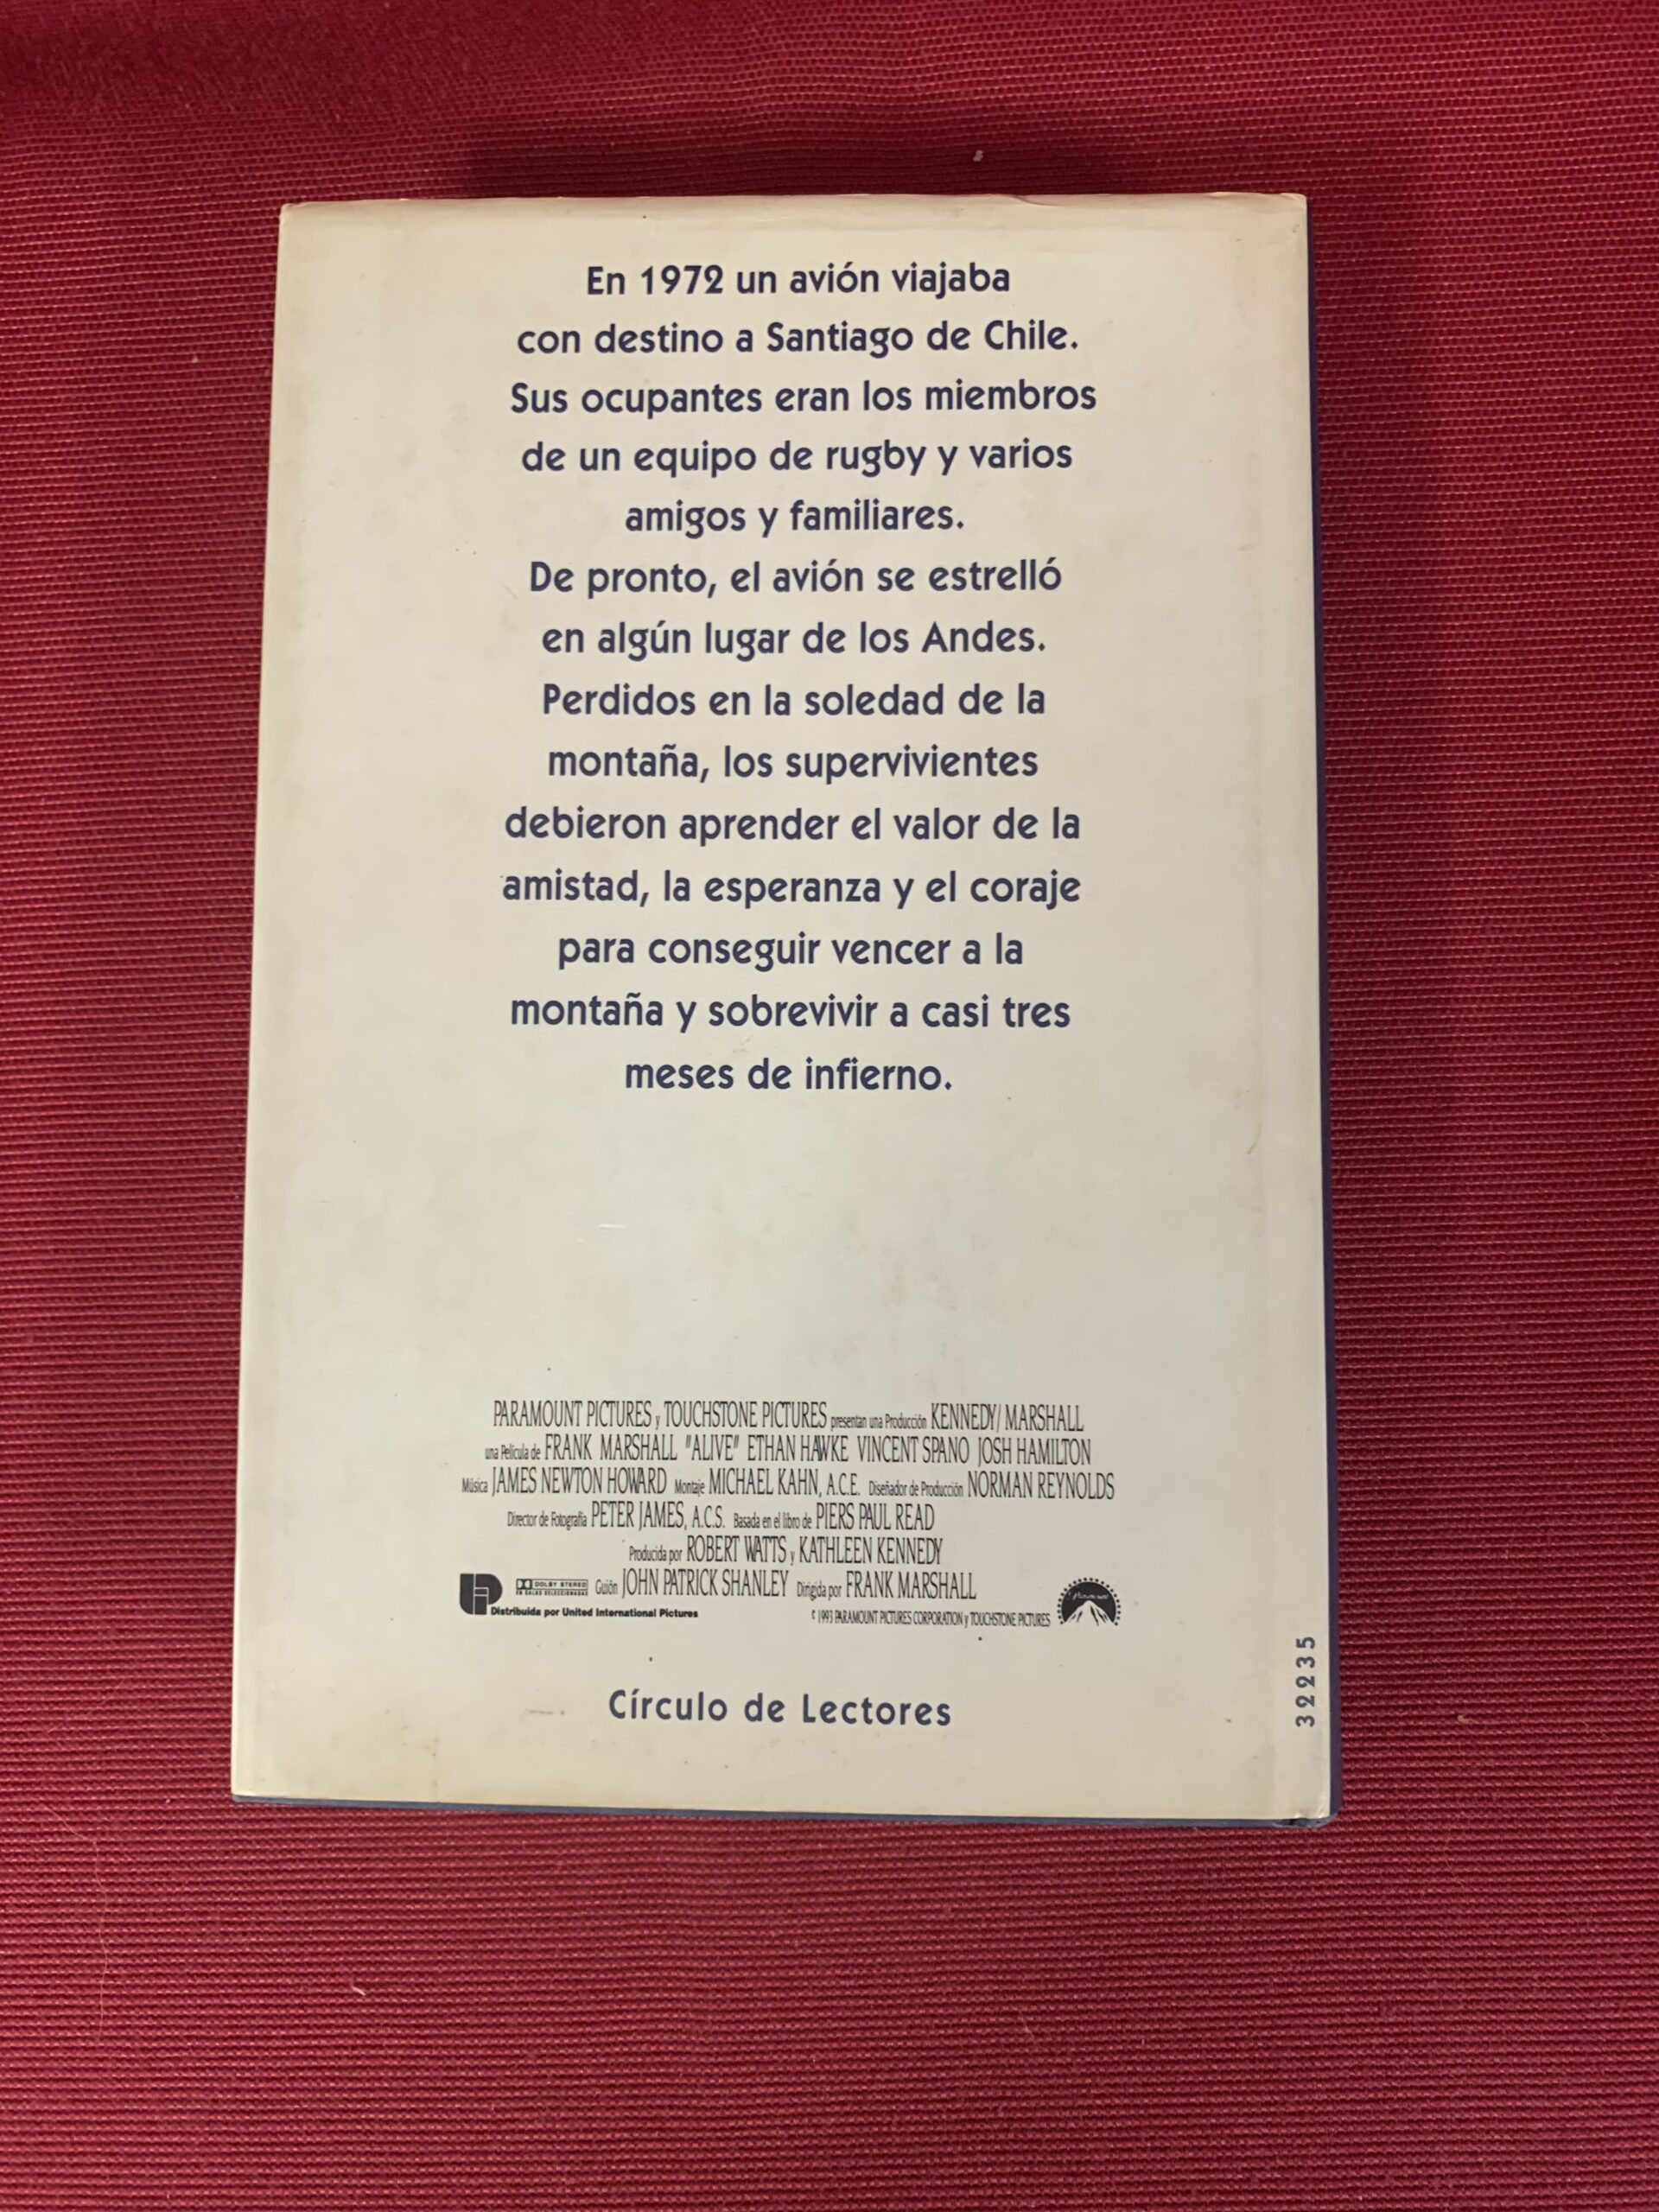 En 1972 un avión viajaba
con destino a Santiago de Chile.
Sus ocupantes eran los miembros
de un equipo de rugby y varios
amigos y familiares.
De pronto, el avión se estrelló
en algún lugar de los Andes.
Perdidos en la soledad de la
montaña, los supervivientes
debieron aprender el valor de la
amistad, la esperanza y el coraje
para conseguir vencer a la
montaña y sobrevivir a casi tres
meses de infierno.
PARAMOUNT PICTURES y TOUCHSTONE PICTURES presentan una Producción KENNEDY/MARSHALL
una Película de FRANK MARSHALL "ALIVE" ETHAN HAWKE VINCENT SPANO JOSH HAMILTON
Música JAMES NEWTON HOWARD Montaje MICHAEL KAHN, A.C.E. Diseñador de Producción NORMAN REYNOLDS
Director de Fotografía PETER JAMES, A.C.S. Basada en el libro de PIERS PAUL READ
Producida por ROBERT WATTS y KATHLEEN KENNEDY
DOLBY STEREO
EN SALAS SELECCIONADAS
Guión JOHN PATRICK SHANLEY Dirigida por FRANK MARSHALL
Distribuida por United International Pictures
© 1993 PARAMOUNT PICTURES CORPORATION y TOUCHSTONE PICTURES
Paramount
Círculo de Lectores
32235